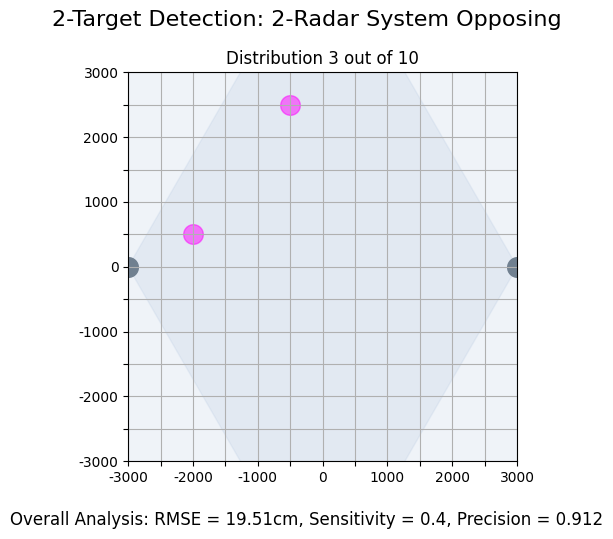 2-Target Detection: 2-Radar System Opposing
Distribution 3 out of 10
3000
2000
1000
0
-1000
-2000
-3000
-3000 -2000 -1000 0 1000 2000 3000
Overall Analysis: RMSE = 19.51cm, Sensitivity = 0.4, Precision = 0.912